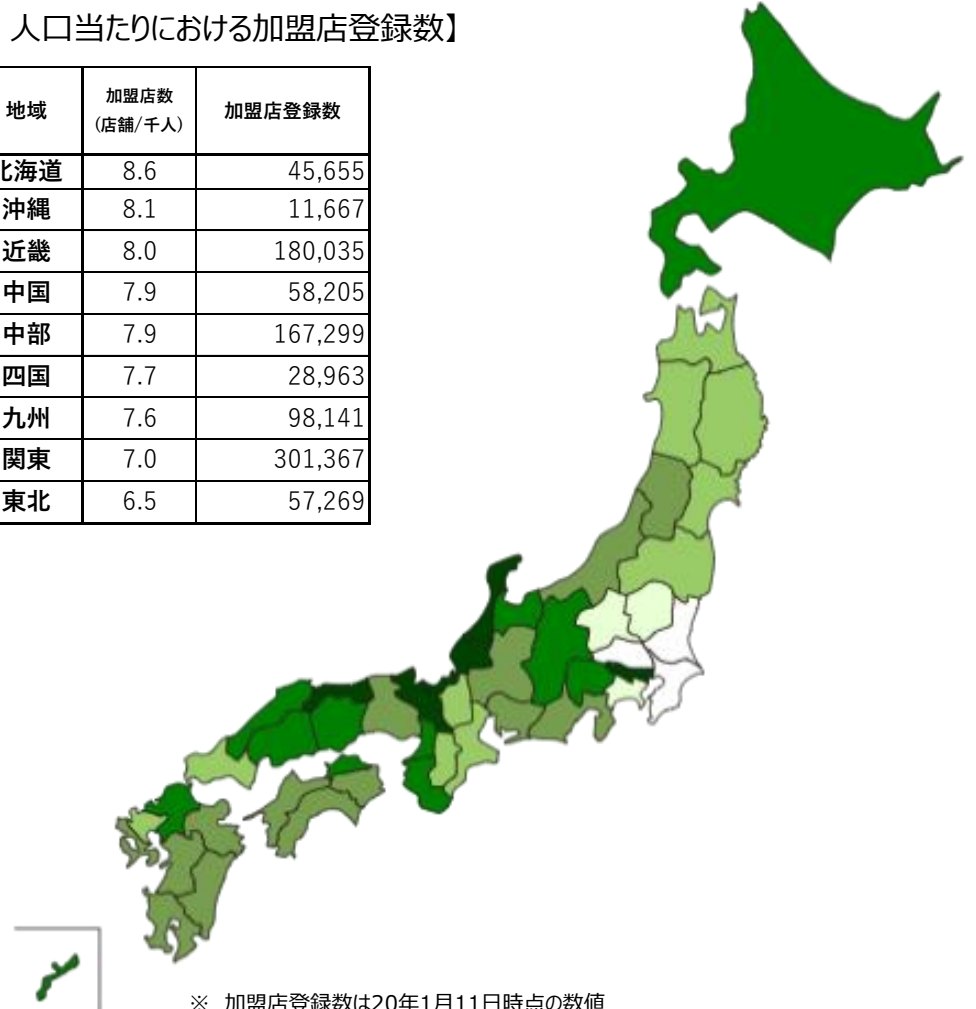 人口当たりにおける加盟店登録数】
地域 加盟店数 (店舗/千人) 加盟店登録数
北海道 8.6 45,655
沖縄 8.1 11,667
近畿 8.0 180,035
中国 7.9 58,205
中部 7.9 167,299
四国 7.7 28,963
九州 7.6 98,141
関東 7.0 301,367
東北 6.5 57,269
※ 加盟店登録数は20年1月11日時点の数値